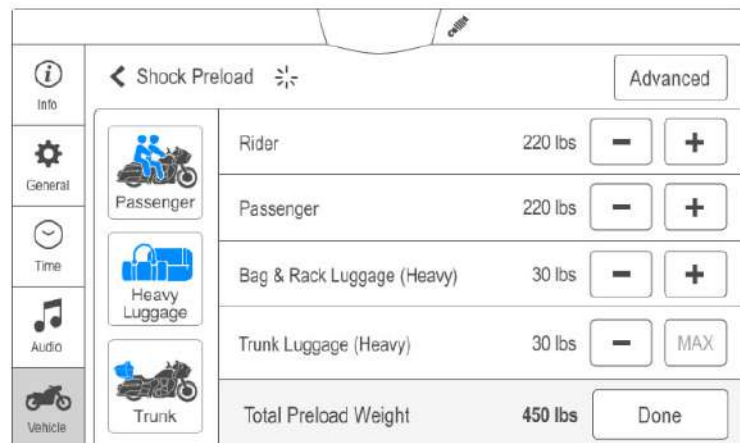 Shock Preload
Advanced
Info
General
Time
Audio
Vehicle
Passenger
Heavy
Luggage
Trunk
Rider 220 lbs − +
Passenger 220 lbs − +
Bag & Rack Luggage (Heavy) 30 lbs − +
Trunk Luggage (Heavy) 30 lbs − MAX
Total Preload Weight 450 lbs Done